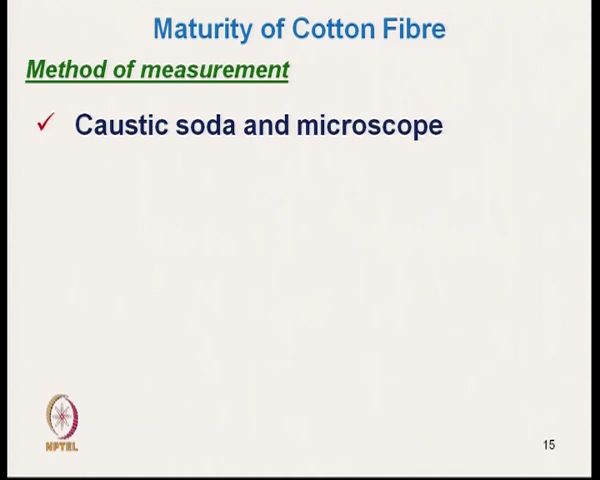 Maturity of Cotton Fibre
Method of measurement
✓ Caustic soda and microscope
NPTEL
15